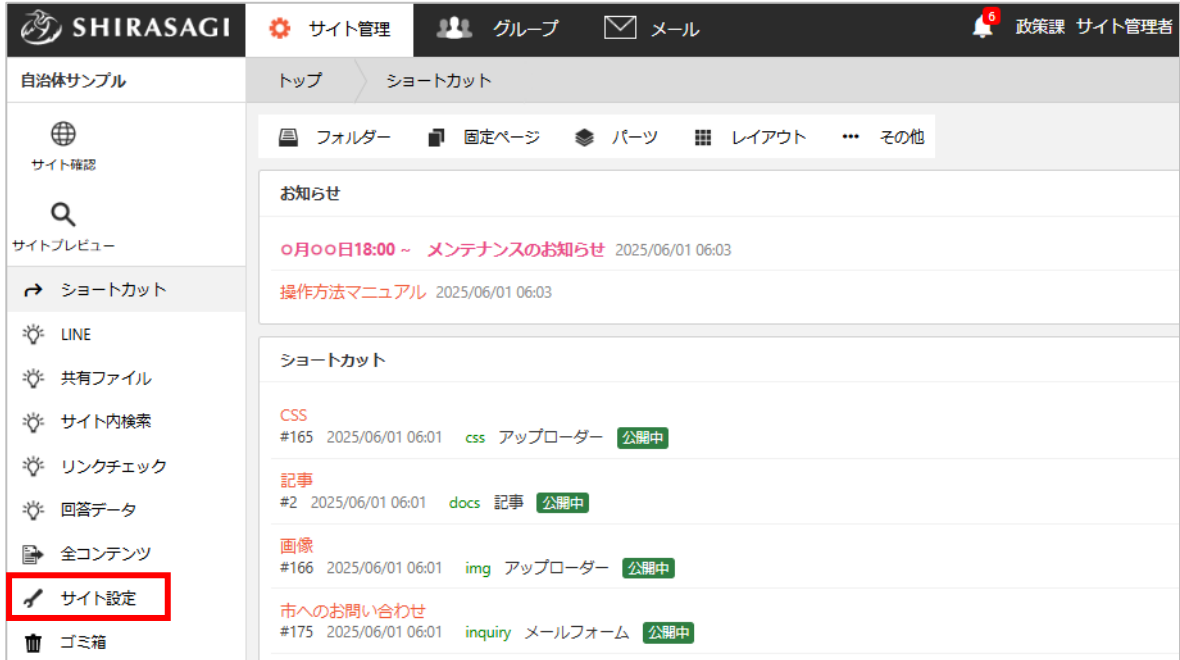 SHIRASAGI
サイト管理
グループ
メール
6
政策課 サイト管理者
自治体サンプル
トップ
ショートカット
サイト確認
サイトプレビュー
ショートカット
LINE
共有ファイル
サイト内検索
リンクチェック
回答データ
全コンテンツ
サイト設定
ゴミ箱
フォルダー
固定ページ
パーツ
レイアウト
その他
お知らせ
○月○○日18:00 ~ メンテナンスのお知らせ 2025/06/01 06:03
操作方法マニュアル 2025/06/01 06:03
ショートカット
CSS
#165 2025/06/01 06:01 css アップローダー 公開中
記事
#2 2025/06/01 06:01 docs 記事 公開中
画像
#166 2025/06/01 06:01 img アップローダー 公開中
市へのお問い合わせ
#175 2025/06/01 06:01 inquiry メールフォーム 公開中